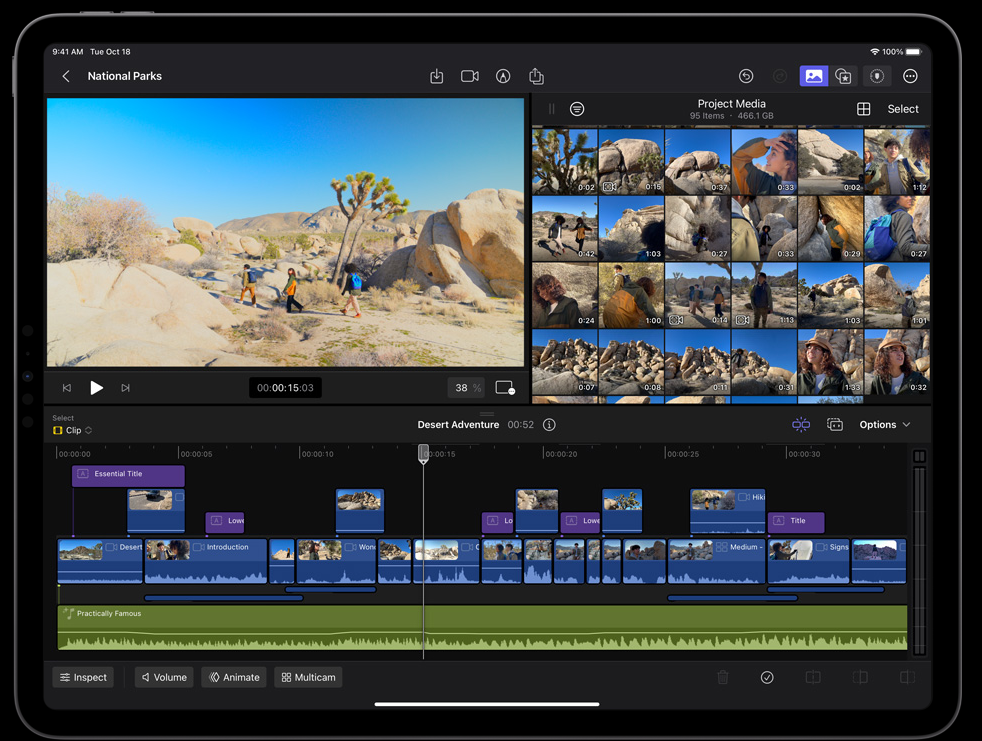 9:41 AM Tue Oct 18
100%
National Parks
Project Media
95 Items · 466.1 GB
Select
0:02
0:15
0:37
0:33
0:02
1:12
0:42
1:03
0:27
0:33
0:29
0:27
0:24
1:00
0:14
1:13
1:03
1:01
0:07
0:08
0:11
0:31
1:33
0:32
00:00:15:03
38 %
Select
Clip
Desert Adventure 00:52
Options
00:00:00
00:00:05
00:00:10
00:00:15
00:00:20
00:00:25
00:00:30
Essential Title
Hiki
Lowe
Lo
Lowe
Title
Desert
Introduction
Wond
C
Medium -
Signs
Practically Famous
Inspect
Volume
Animate
Multicam